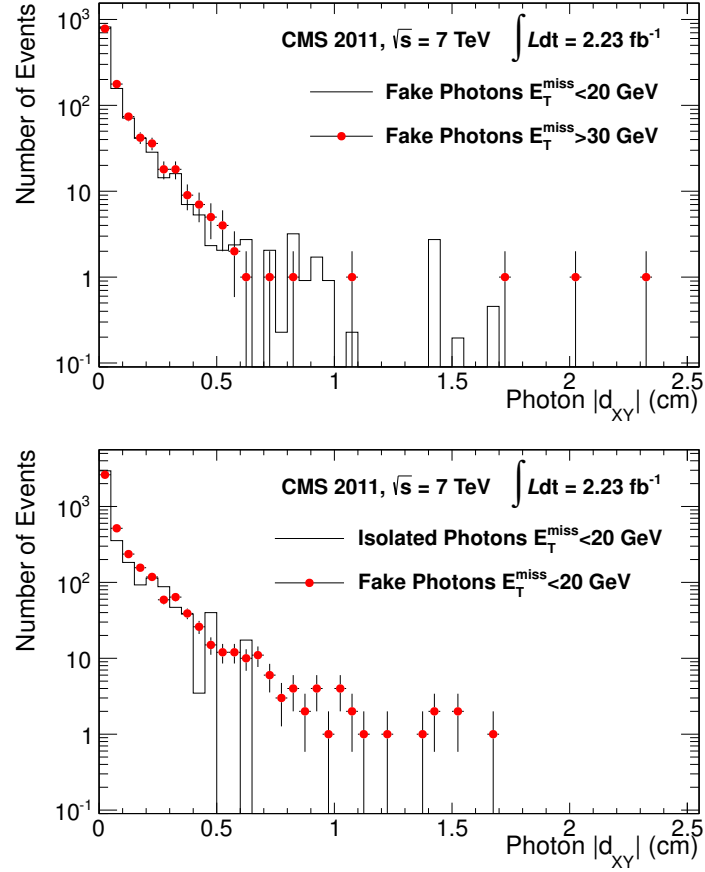 CMS 2011, √s = 7 TeV ∫ Ldt = 2.23 fb⁻¹
Fake Photons E_T^miss<20 GeV
Fake Photons E_T^miss>30 GeV
Number of Events
10³
10²
10
1
10⁻¹
0 0.5 1 1.5 2 2.5
Photon |d_XY| (cm)
CMS 2011, √s = 7 TeV ∫ Ldt = 2.23 fb⁻¹
Isolated Photons E_T^miss<20 GeV
Fake Photons E_T^miss<20 GeV
Number of Events
10³
10²
10
1
10⁻¹
0 0.5 1 1.5 2 2.5
Photon |d_XY| (cm)